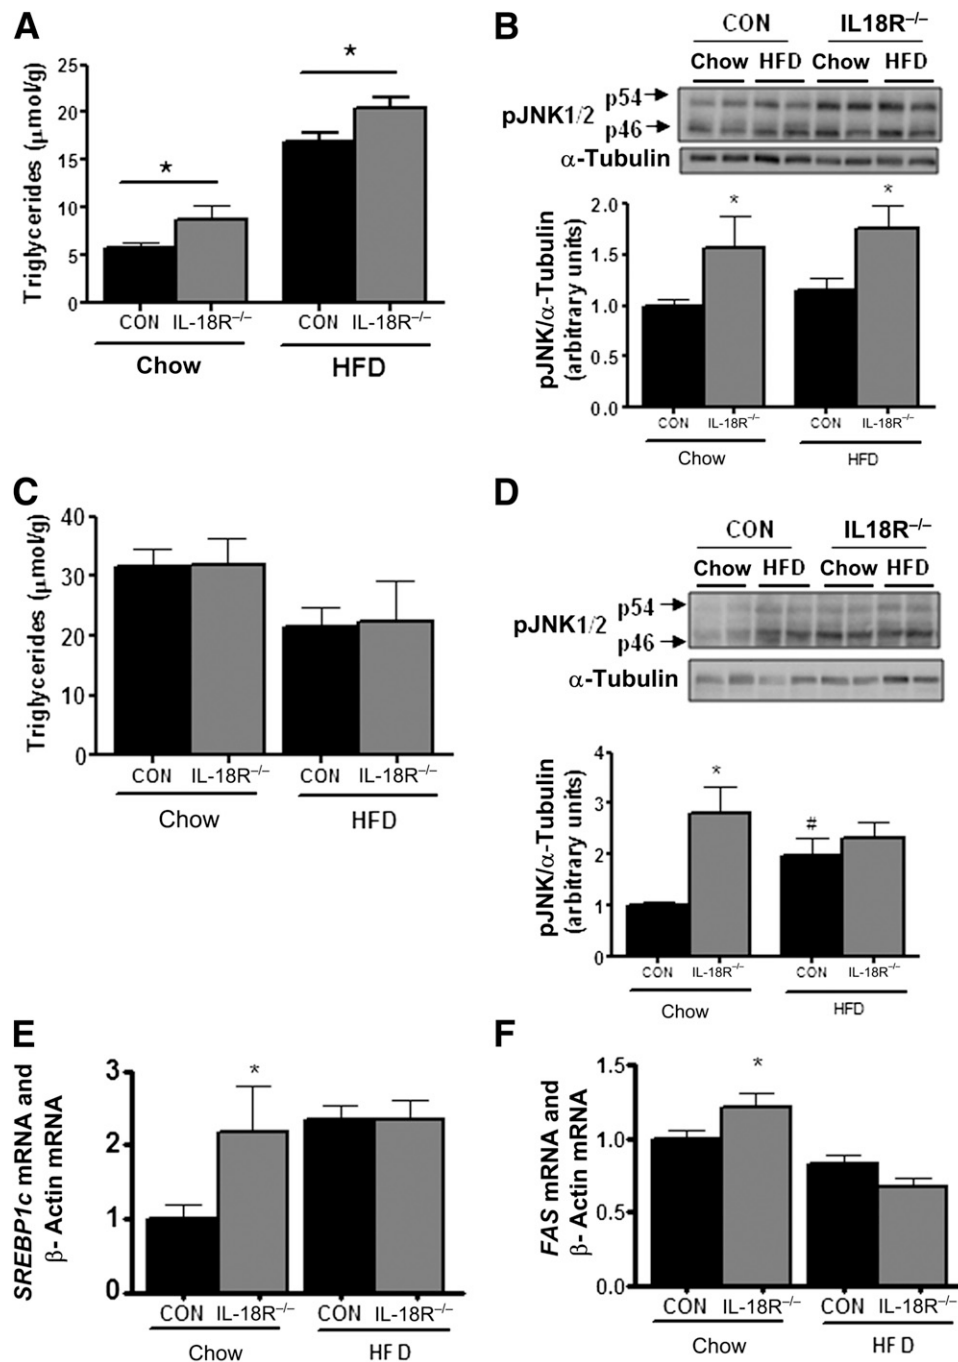 A
Triglycerides (μmol/g)
25
20
15
10
5
0
*
*
CON IL-18R−/− CON IL-18R−/−
Chow HFD
B
CON IL18R−/−
Chow HFD Chow HFD
pJNK1/2
p54
p46
α-Tubulin
pJNK/α-Tubulin
(arbitrary units)
2.0
1.5
1.0
0.5
0.0
* *
CON IL-18R−/− CON IL-18R−/−
Chow HFD
C
Triglycerides (μmol/g)
40
30
20
10
0
CON IL-18R−/− CON IL-18R−/−
Chow HFD
D
CON IL18R−/−
Chow HFD Chow HFD
pJNK1/2
p54
p46
α-Tubulin
pJNK/α-Tubulin
(arbitrary units)
4
3
2
1
0
* #
CON IL-18R−/− CON IL-18R−/−
Chow HFD
E
SREBP1c mRNA and
β- Actin mRNA
3
2
1
0
*
CON IL-18R−/− CON IL-18R−/−
Chow HFD
F
FAS mRNA and
β- Actin mRNA
1.5
1.0
0.5
0.0
*
CON IL-18R−/− CON IL-18R−/−
Chow HFD